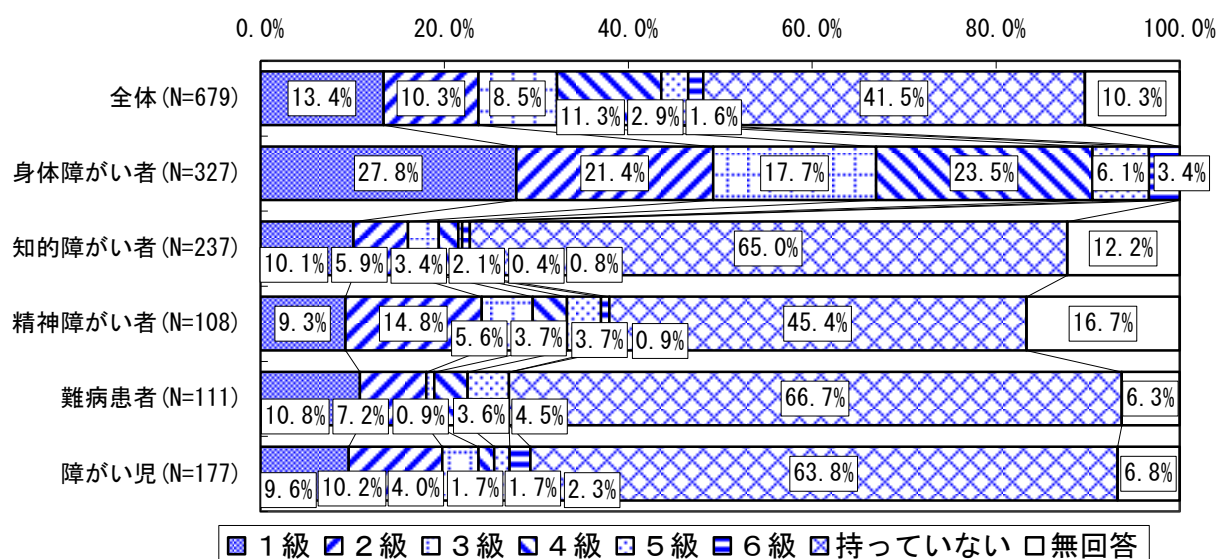 0.0% 20.0% 40.0% 60.0% 80.0% 100.0%
全体(N=679) 13.4% 10.3% 8.5% 11.3% 2.9% 1.6% 41.5% 10.3%
身体障がい者(N=327) 27.8% 21.4% 17.7% 23.5% 6.1% 3.4%
知的障がい者(N=237) 10.1% 5.9% 3.4% 2.1% 0.4% 0.8% 65.0% 12.2%
精神障がい者(N=108) 9.3% 14.8% 5.6% 3.7% 3.7% 0.9% 45.4% 16.7%
難病患者(N=111) 10.8% 7.2% 0.9% 3.6% 4.5% 66.7% 6.3%
障がい児(N=177) 9.6% 10.2% 4.0% 1.7% 1.7% 2.3% 63.8% 6.8%
１級 ２級 ３級 ４級 ５級 ６級 持っていない 無回答